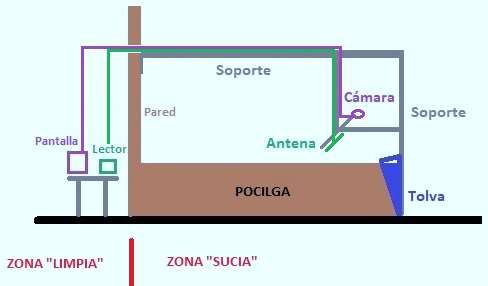 Soporte
Cámara
Pared
Soporte
Pantalla
Lector
Antena
POCILGA
Tolva
ZONA "LIMPIA"
ZONA "SUCIA"